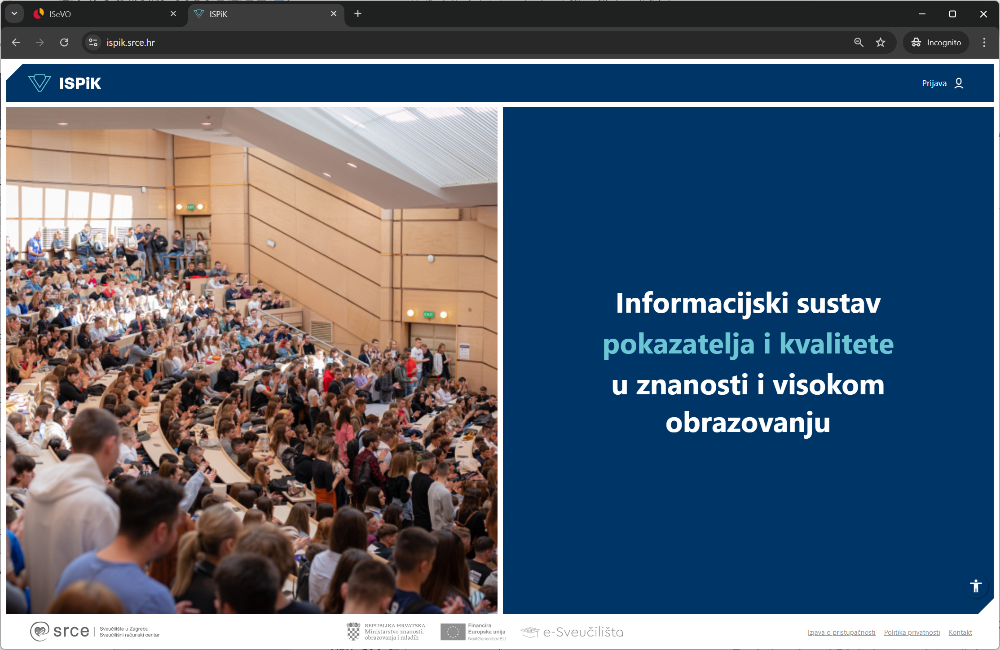 ISeVO
ISPiK
ispik.srce.hr
Incognito
ISPiK
Prijava
EXIT
Informacijski sustav
pokazatelja i kvalitete
u znanosti i visokom
obrazovanju
srce
Sveučilište u Zagrebu
Sveučilišni računski centar
REPUBLIKA HRVATSKA
Ministarstvo znanosti,
obrazovanja i mladih
Financira
Europska unija
NextGenerationEU
e-Sveučilišta
Izjava o pristupačnosti
Politika privatnosti
Kontakt